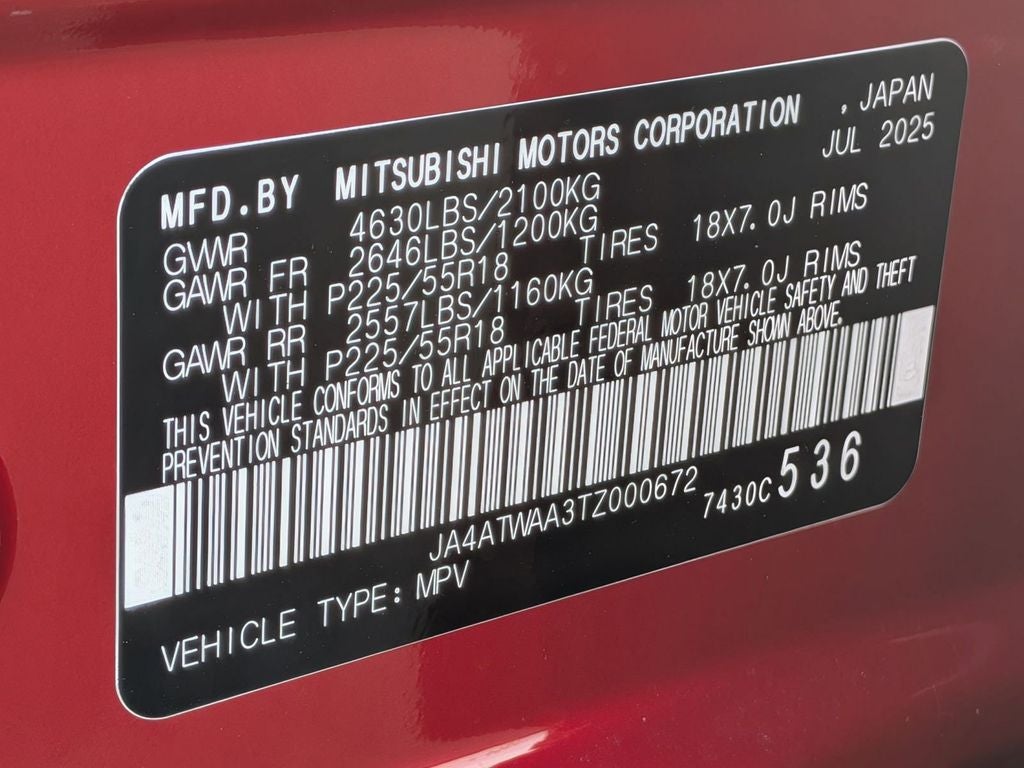 MFD.BY MITSUBISHI MOTORS CORPORATION , JAPAN
JUL 2025
GVWR 4630LBS/2100KG
GAWR FR 2646LBS/1200KG
WITH P225/55R18 TIRES 18X7.0J RIMS
GAWR RR 2557LBS/1160KG
WITH P225/55R18 TIRES 18X7.0J RIMS
THIS VEHICLE CONFORMS TO ALL APPLICABLE FEDERAL MOTOR VEHICLE SAFETY AND THEFT
PREVENTION STANDARDS IN EFFECT ON THE DATE OF MANUFACTURE SHOWN ABOVE.
JA4ATWAA3TZ000672 7430C 536
VEHICLE TYPE: MPV